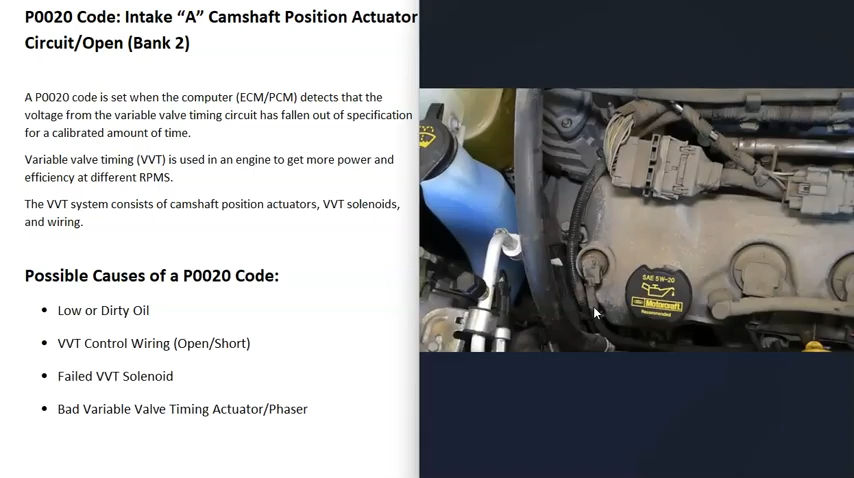 P0020 Code: Intake “A” Camshaft Position Actuator
Circuit/Open (Bank 2)
A P0020 code is set when the computer (ECM/PCM) detects that the
voltage from the variable valve timing circuit has fallen out of specification
for a calibrated amount of time.
Variable valve timing (VVT) is used in an engine to get more power and
efficiency at different RPMS.
The VVT system consists of camshaft position actuators, VVT solenoids,
and wiring.
Possible Causes of a P0020 Code:
• Low or Dirty Oil
• VVT Control Wiring (Open/Short)
• Failed VVT Solenoid
• Bad Variable Valve Timing Actuator/Phaser
SAE 5W-20
Motorcraft
Recommended